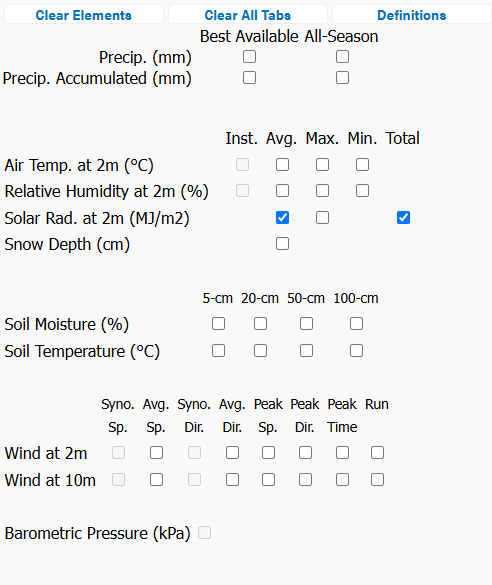 Clear Elements Clear All Tabs Definitions
Best Available All-Season
Precip. (mm)
Precip. Accumulated (mm)
Inst. Avg. Max. Min. Total
Air Temp. at 2m (°C)
Relative Humidity at 2m (%)
Solar Rad. at 2m (MJ/m2)
Snow Depth (cm)
5-cm 20-cm 50-cm 100-cm
Soil Moisture (%)
Soil Temperature (°C)
Syno. Avg. Syno. Avg. Peak Peak Peak Run
Sp. Sp. Dir. Dir. Sp. Dir. Time
Wind at 2m
Wind at 10m
Barometric Pressure (kPa)